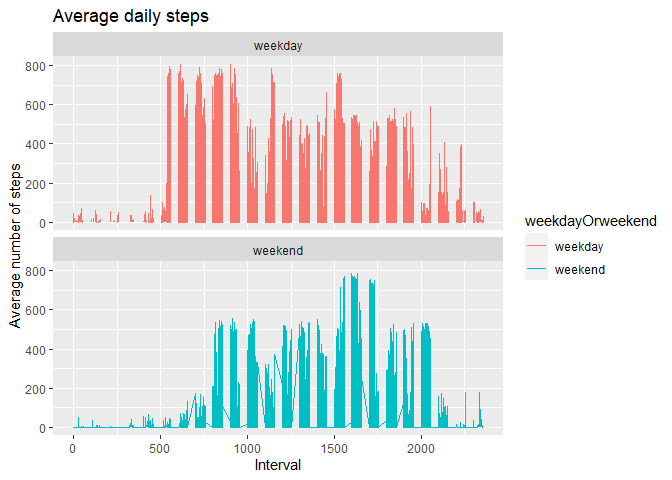 Average daily steps
weekday
800
600
400
200
0
weekend
800
600
400
200
0
0 500 1000 1500 2000
Interval
Average number of steps
weekdayOrweekend
weekday
weekend